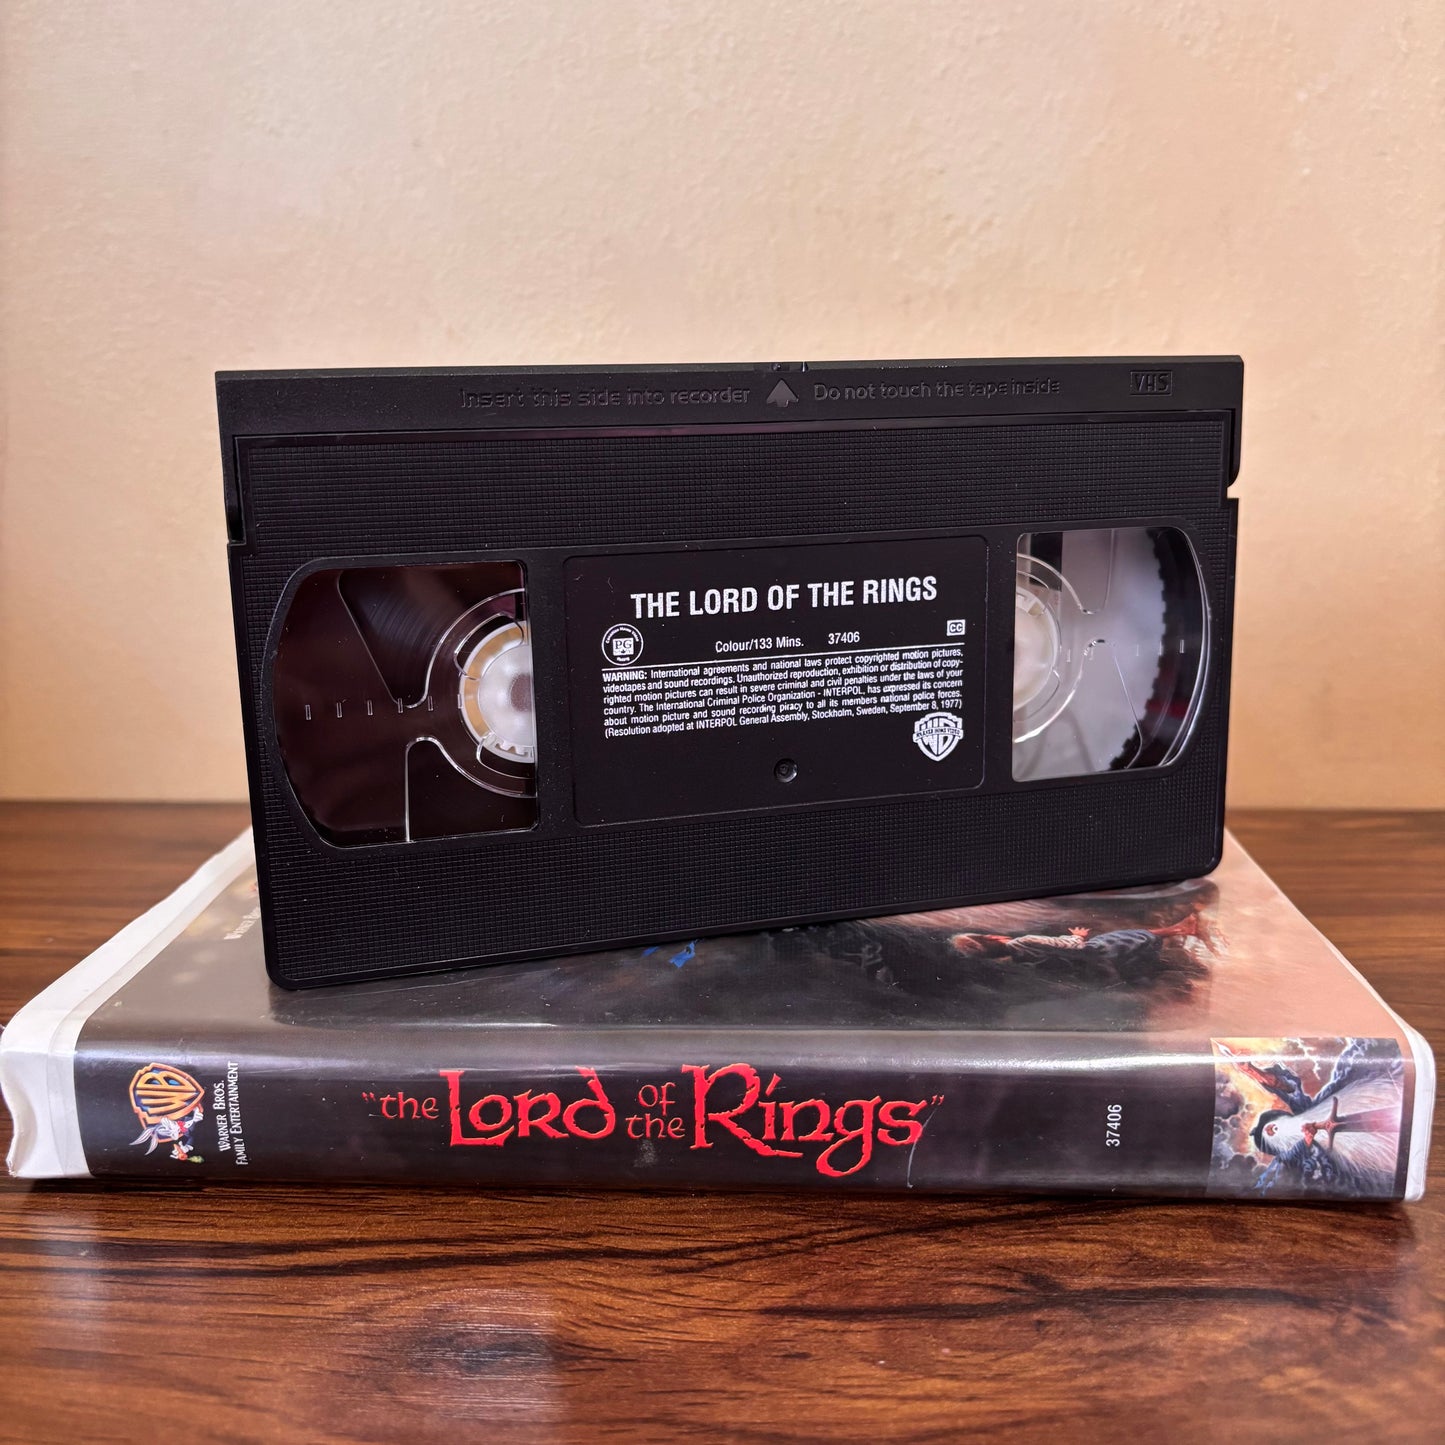 Insert this side into recorder Do not touch the tape inside VHS
THE LORD OF THE RINGS
PG
Colour/133 Mins. 37406 CC
WARNING: International agreements and national laws protect copyrighted motion pictures,
videotapes and sound recordings. Unauthorized reproduction, exhibition or distribution of copy-
righted motion pictures can result in severe criminal and civil penalties under the laws of your
country. The International Criminal Police Organization - INTERPOL, has expressed its concern
about motion picture and sound recording piracy to all its members national police forces.
(Resolution adopted at INTERPOL General Assembly, Stockholm, Sweden, September 8, 1977)
WB
WARNER BROS.
FAMILY ENTERTAINMENT
"the Lord of the Rings"
37406